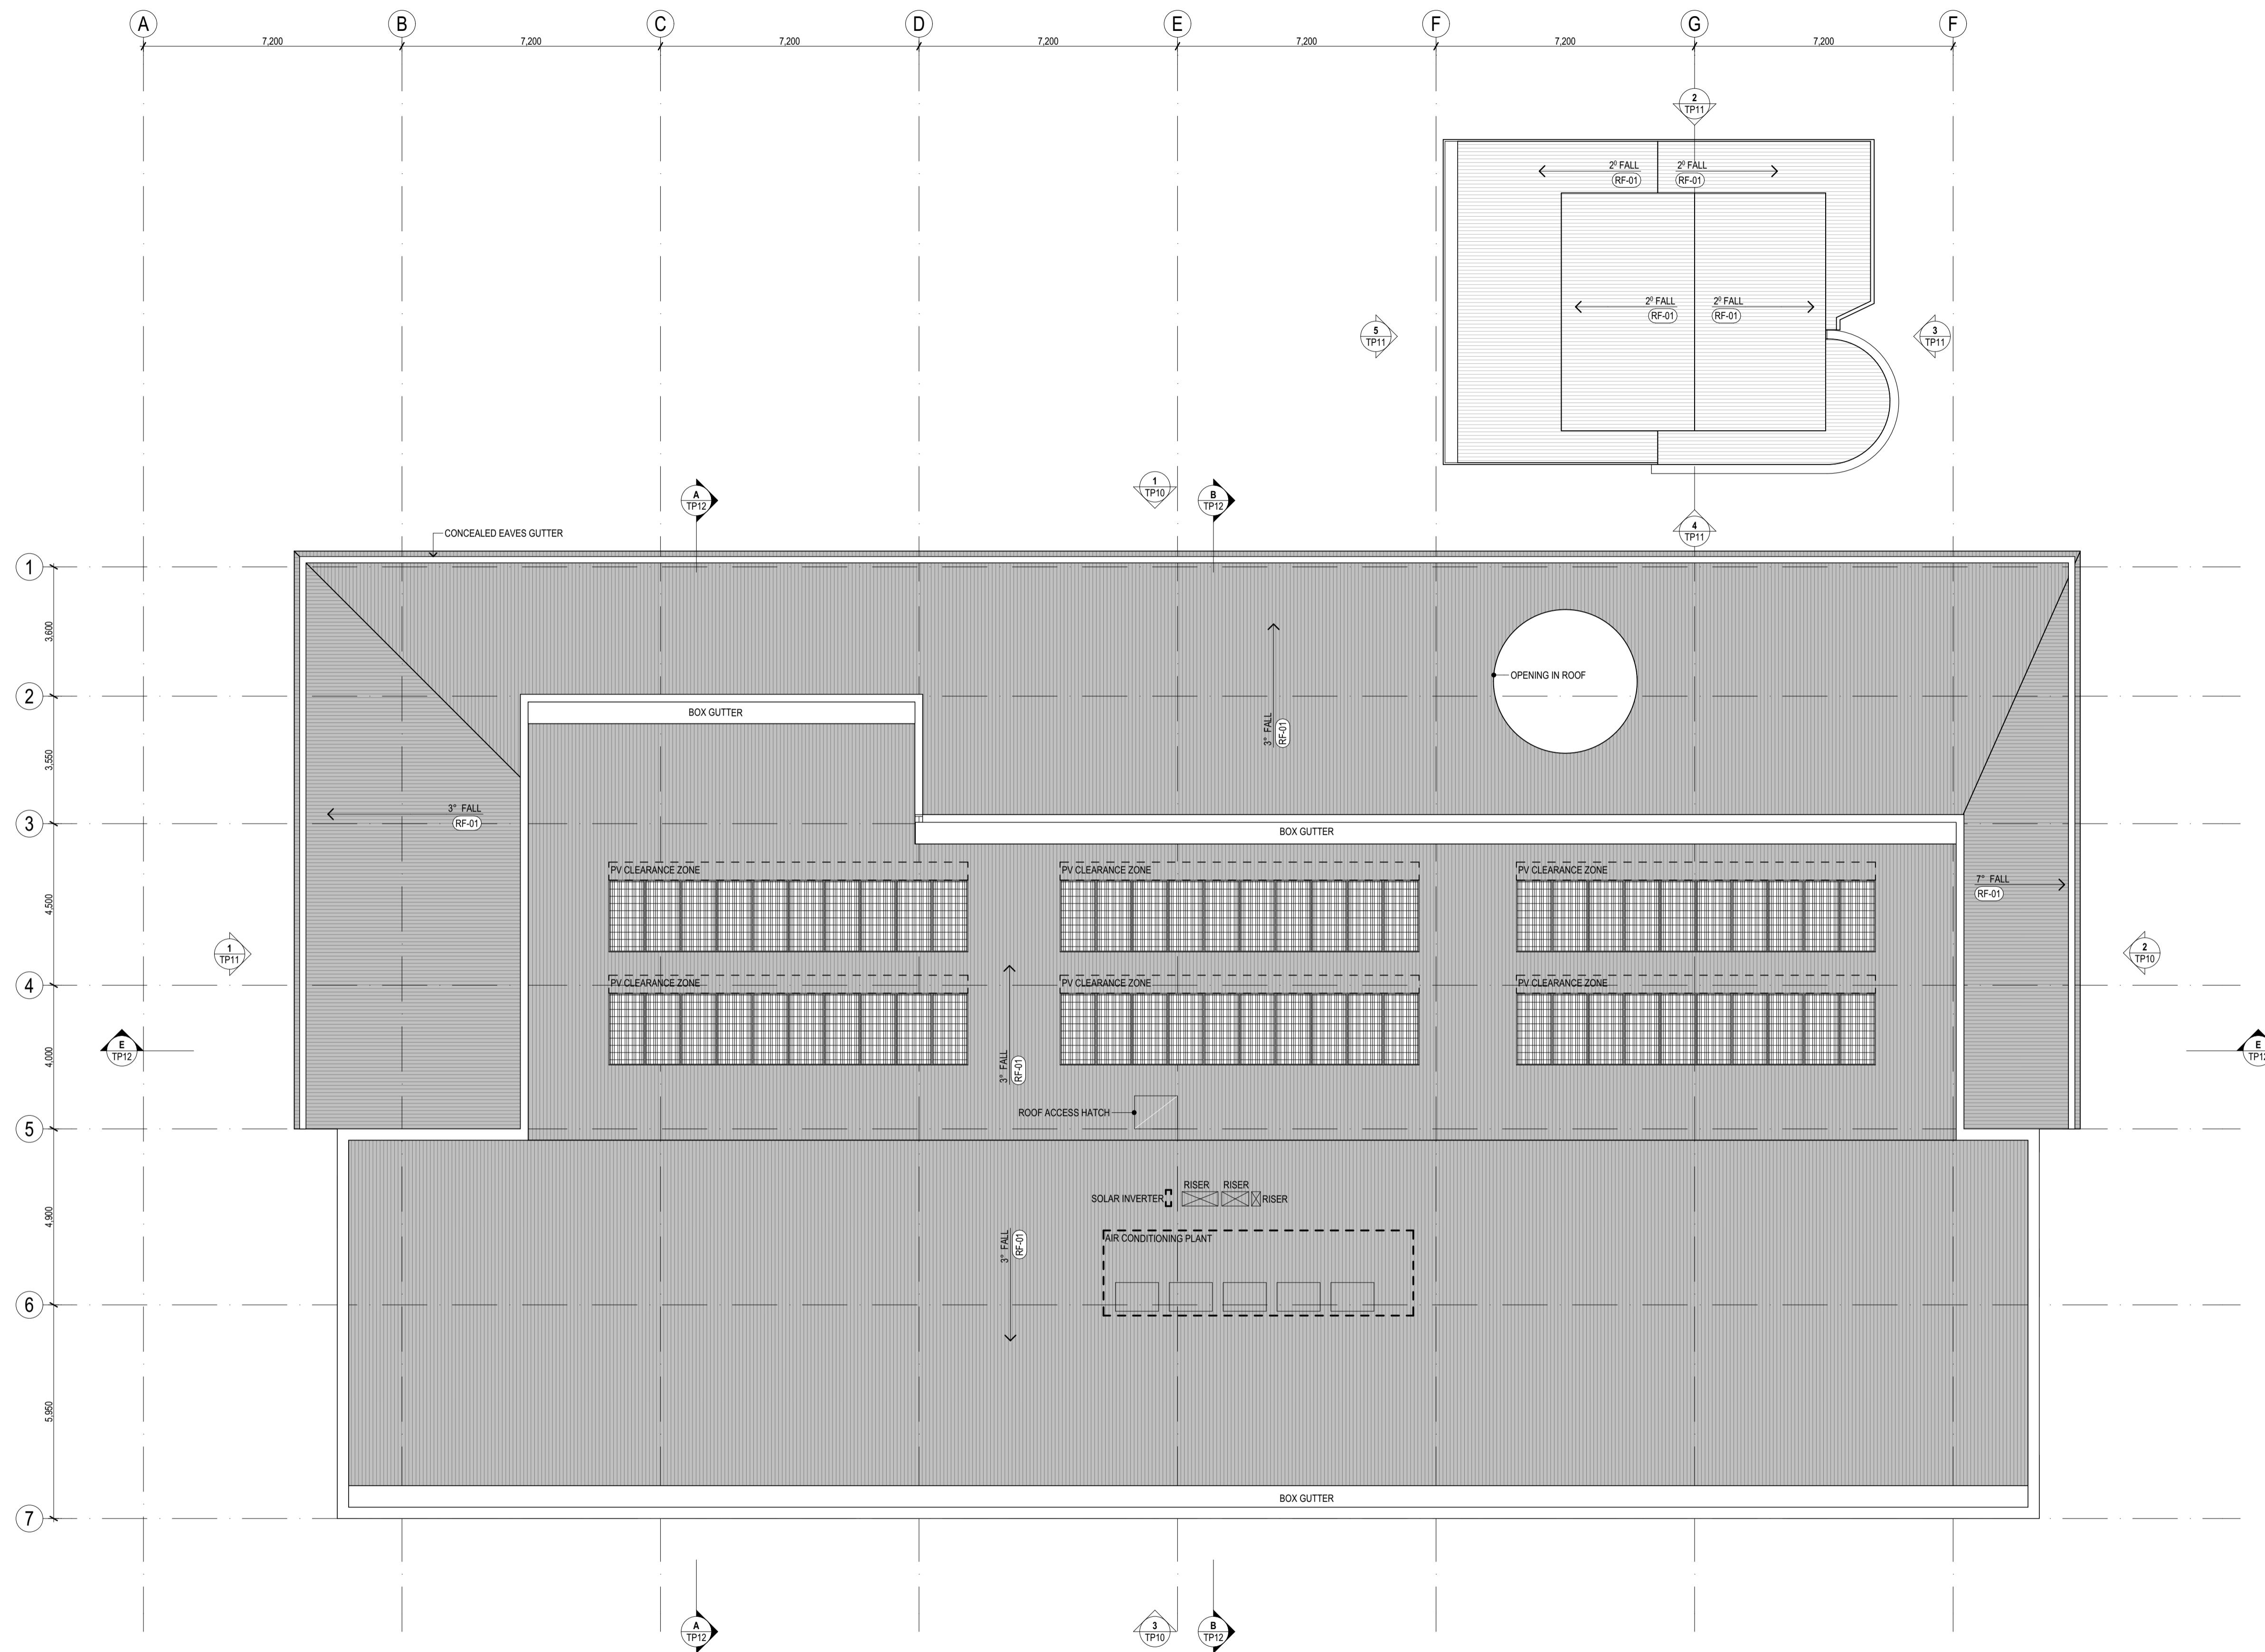 A B C D E F G F
7,200 7,200 7,200 7,200 7,200 7,200 7,200
2
TP11
2⁰ FALL 2⁰ FALL
RF-01 RF-01
2⁰ FALL 2⁰ FALL
RF-01 RF-01
5
TP11
3
TP11
A
TP12
1
TP10
B
TP12
4
TP11
CONCEALED EAVES GUTTER
1
3,600
OPENING IN ROOF
2
BOX GUTTER
3° FALL
RF-01
3,550
3° FALL
RF-01
3
BOX GUTTER
PV CLEARANCE ZONE PV CLEARANCE ZONE PV CLEARANCE ZONE
7° FALL
RF-01
4,500
1
TP11
2
TP10
4
PV CLEARANCE ZONE PV CLEARANCE ZONE PV CLEARANCE ZONE
E
TP12
4,000
3° FALL
RF-01
E
TP12
ROOF ACCESS HATCH
5
RISER RISER
SOLAR INVERTER RISER
4,900
3° FALL
RF-01
AIR CONDITIONING PLANT
6
5,950
BOX GUTTER
7
A
TP12
3
TP10
B
TP12